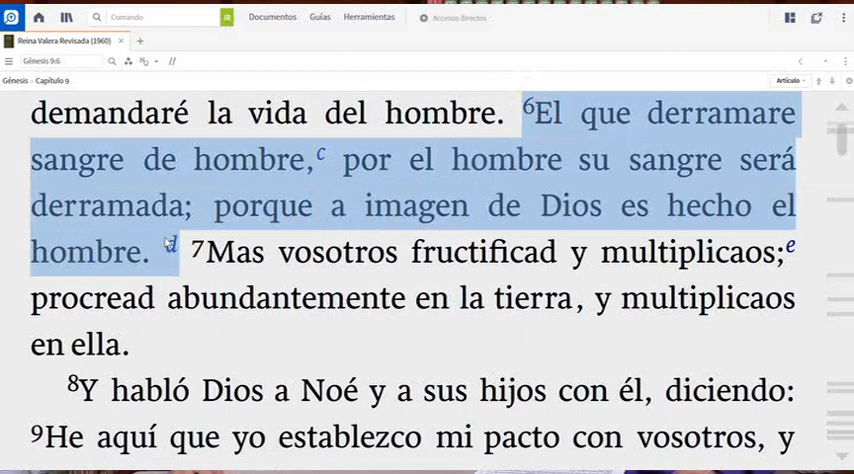 Comando
IR
Documentos Guías Herramientas
Accesos directos
Reina Valera Revisada (1960) × +
Génesis 9:6
Génesis › Capítulo 9
Artículo
demandaré la vida del hombre. 6El que derramare
sangre de hombre,c por el hombre su sangre será
derramada; porque a imagen de Dios es hecho el
hombre. d 7Mas vosotros fructificad y multiplicaos;e
procread abundantemente en la tierra, y multiplicaos
en ella.
8Y habló Dios a Noé y a sus hijos con él, diciendo:
9He aquí que yo establezco mi pacto con vosotros, y